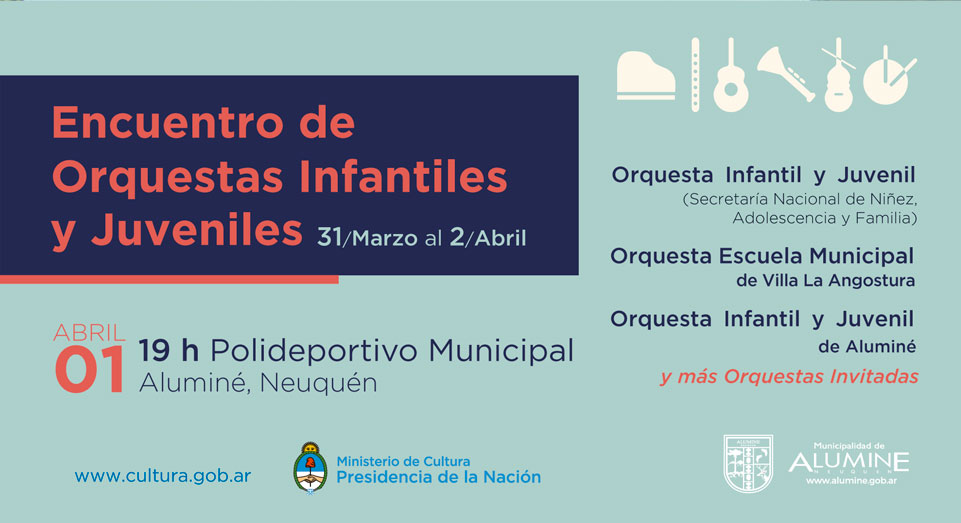 Encuentro de
Orquestas Infantiles
y Juveniles 31/Marzo al 2/Abril
ABRIL
01
19 h Polideportivo Municipal
Aluminé, Neuquén
Orquesta Infantil y Juvenil
(Secretaría Nacional de Niñez,
Adolescencia y Familia)
Orquesta Escuela Municipal
de Villa La Angostura
Orquesta Infantil y Juvenil
de Aluminé
y más Orquestas Invitadas
www.cultura.gob.ar
Ministerio de Cultura
Presidencia de la Nación
ALUMINE
Municipalidad de
ALUMINE
NEUQUEN
www.alumine.gob.ar